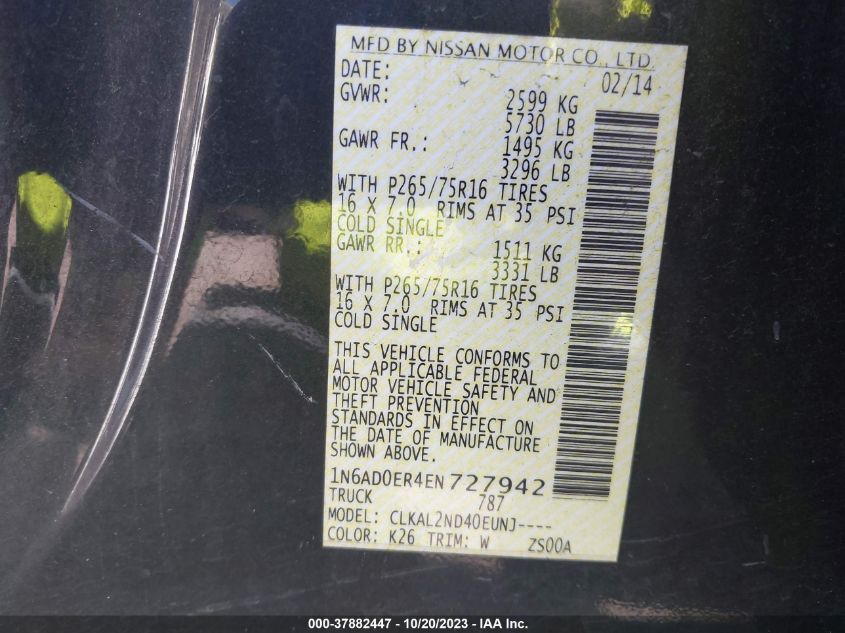 MFD BY NISSAN MOTOR CO., LTD.
DATE: 02/14
GVWR: 2599 KG
5730 LB
GAWR FR.: 1495 KG
3296 LB
WITH P265/75R16 TIRES
16 X 7.0 RIMS AT 35 PSI
COLD SINGLE
GAWR RR.: 1511 KG
3331 LB
WITH P265/75R16 TIRES
16 X 7.0 RIMS AT 35 PSI
COLD SINGLE
THIS VEHICLE CONFORMS TO
ALL APPLICABLE FEDERAL
MOTOR VEHICLE SAFETY AND
THEFT PREVENTION
STANDARDS IN EFFECT ON
THE DATE OF MANUFACTURE
SHOWN ABOVE.
1N6AD0ER4EN727942
TRUCK 787
MODEL: CLKAL2ND40EUNJ----
COLOR: K26 TRIM: W ZS00A
000-37882447 - 10/20/2023 - IAA Inc.